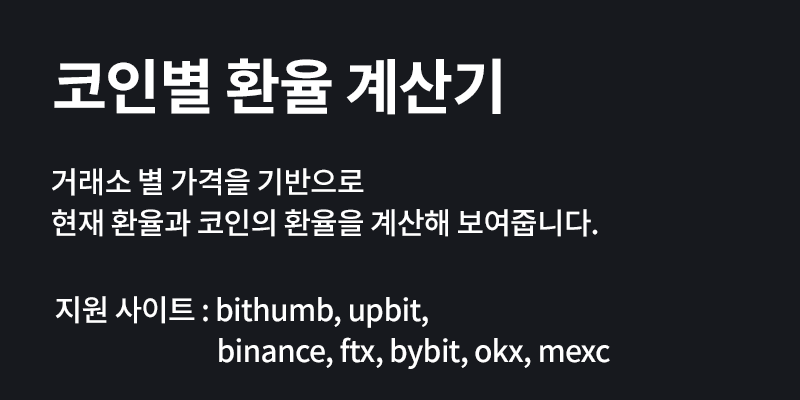 코인별 환율 계산기
거래소 별 가격을 기반으로
현재 환율과 코인의 환율을 계산해 보여줍니다.
지원 사이트 : bithumb, upbit,
binance, ftx, bybit, okx, mexc